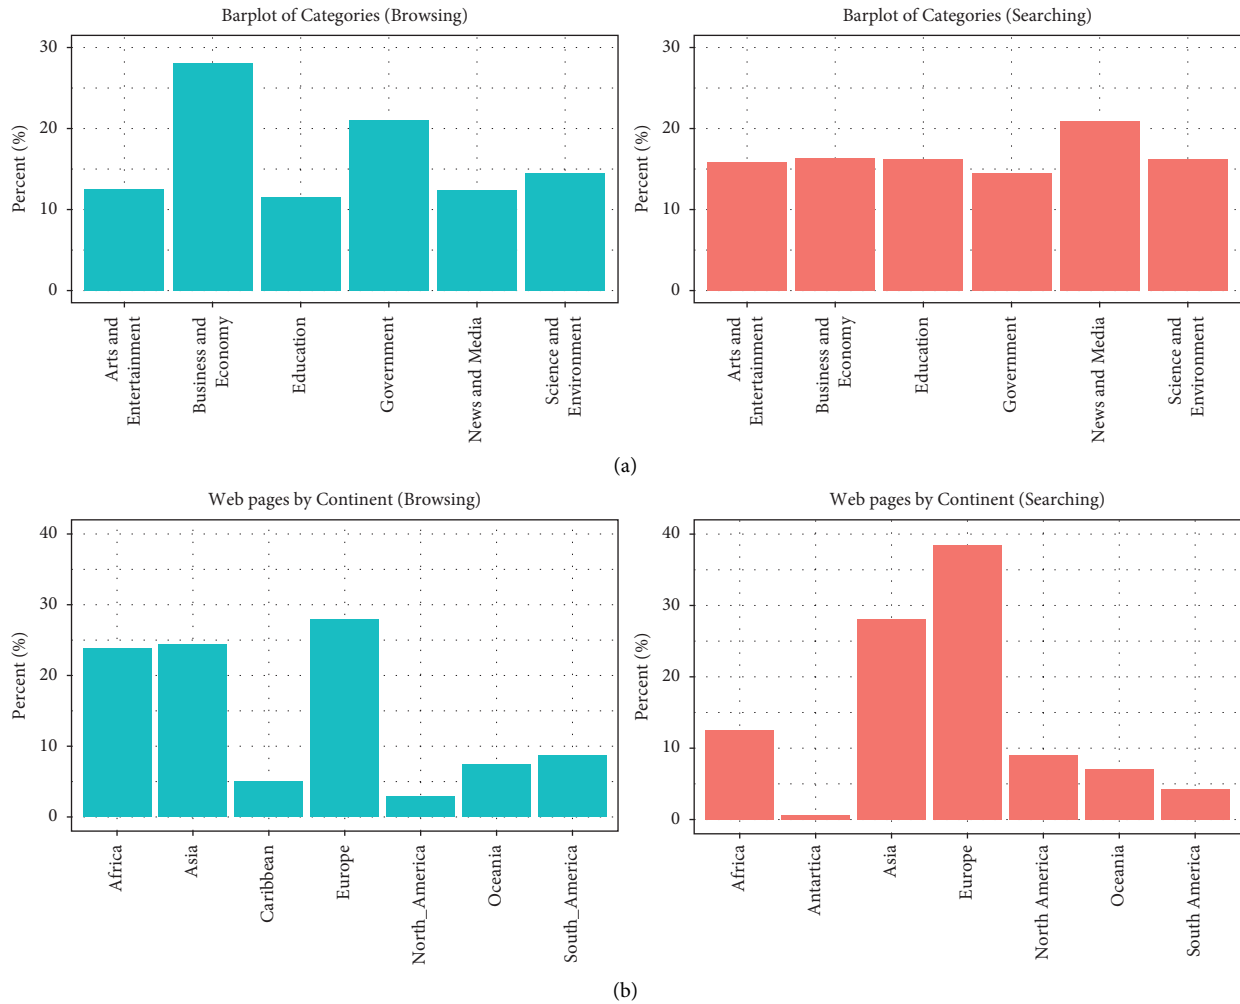 Barplot of Categories (Browsing)
Percent (%)
30
20
10
0
Arts and
Entertainment
Business and
Economy
Education
Government
News and Media
Science and
Environment
Barplot of Categories (Searching)
Percent (%)
30
20
10
0
Arts and
Entertainment
Business and
Economy
Education
Government
News and Media
Science and
Environment
(a)
Web pages by Continent (Browsing)
Percent (%)
40
30
20
10
0
Africa
Asia
Caribbean
Europe
North_America
Oceania
South_America
Web pages by Continent (Searching)
Percent (%)
40
30
20
10
0
Africa
Antartica
Asia
Europe
North America
Oceania
South America
(b)